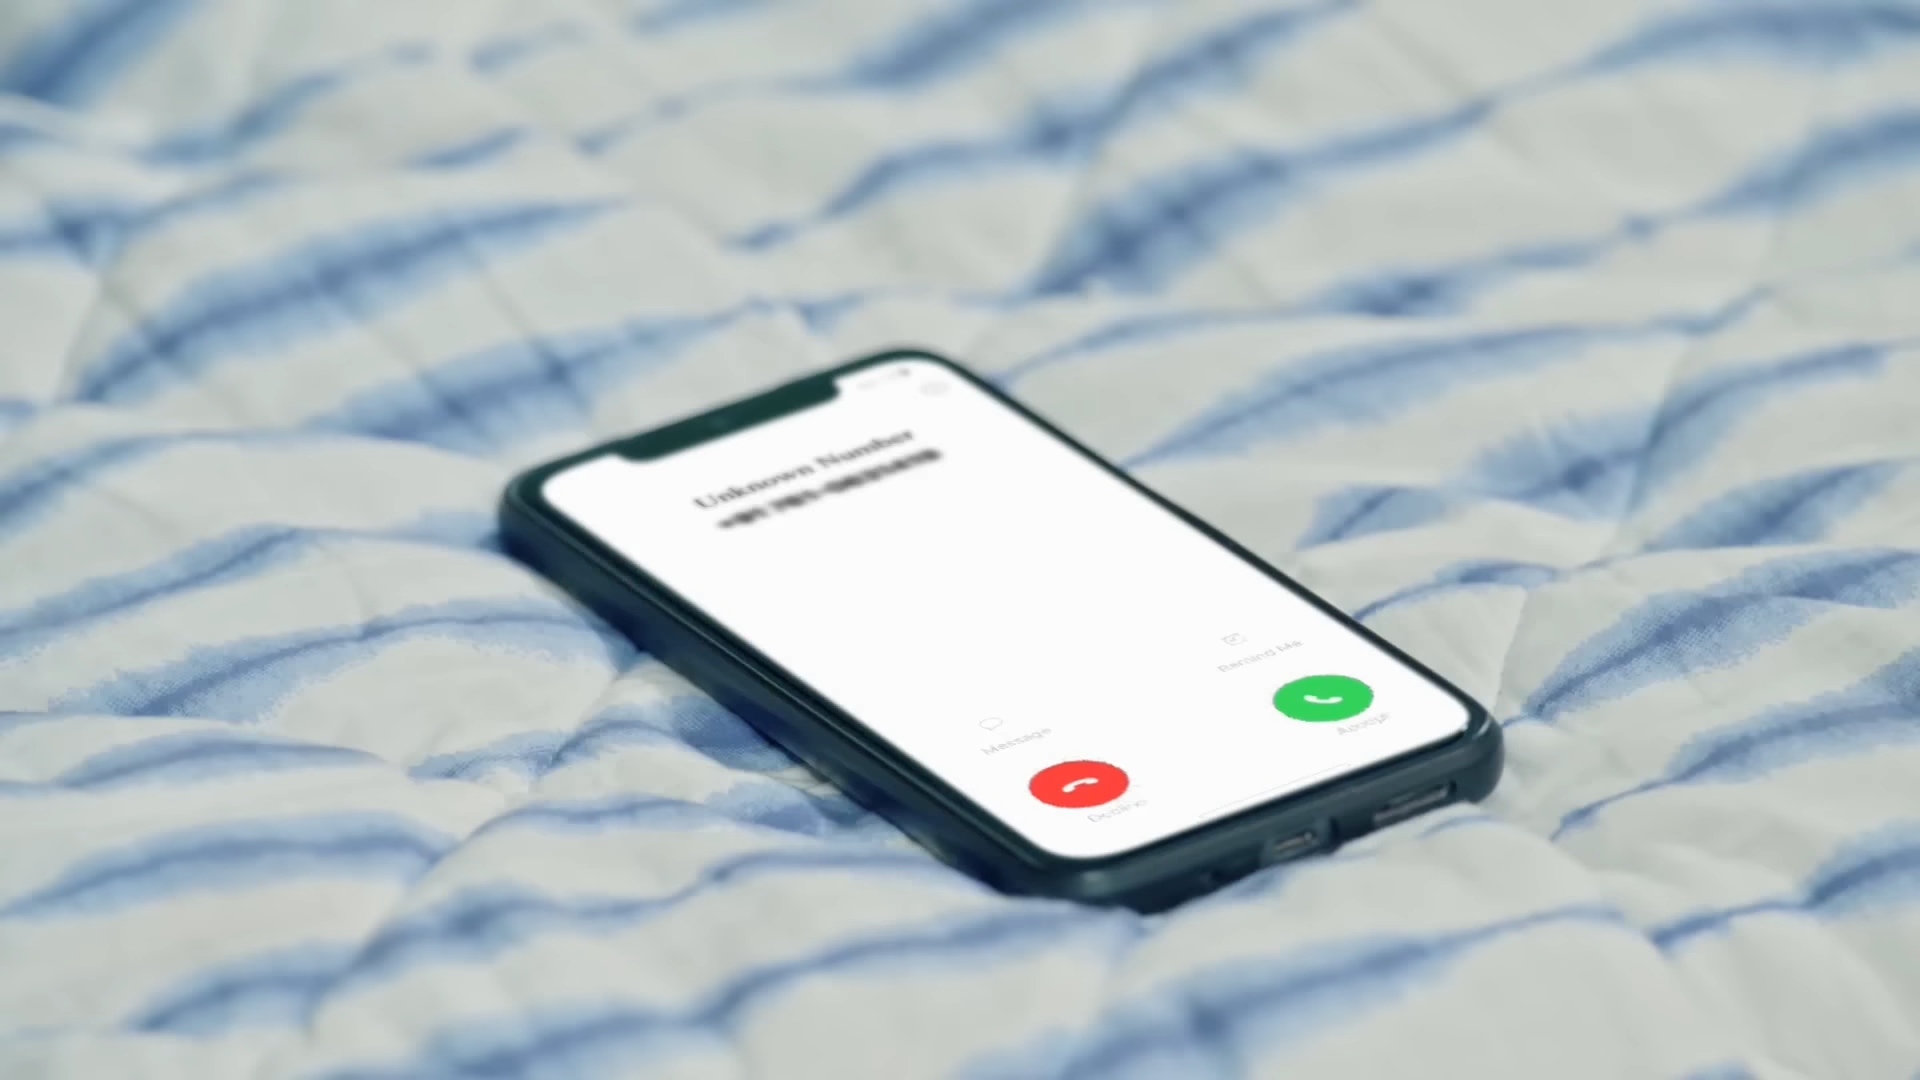 Unknown Number
Remind Me
Message
Accept
Decline